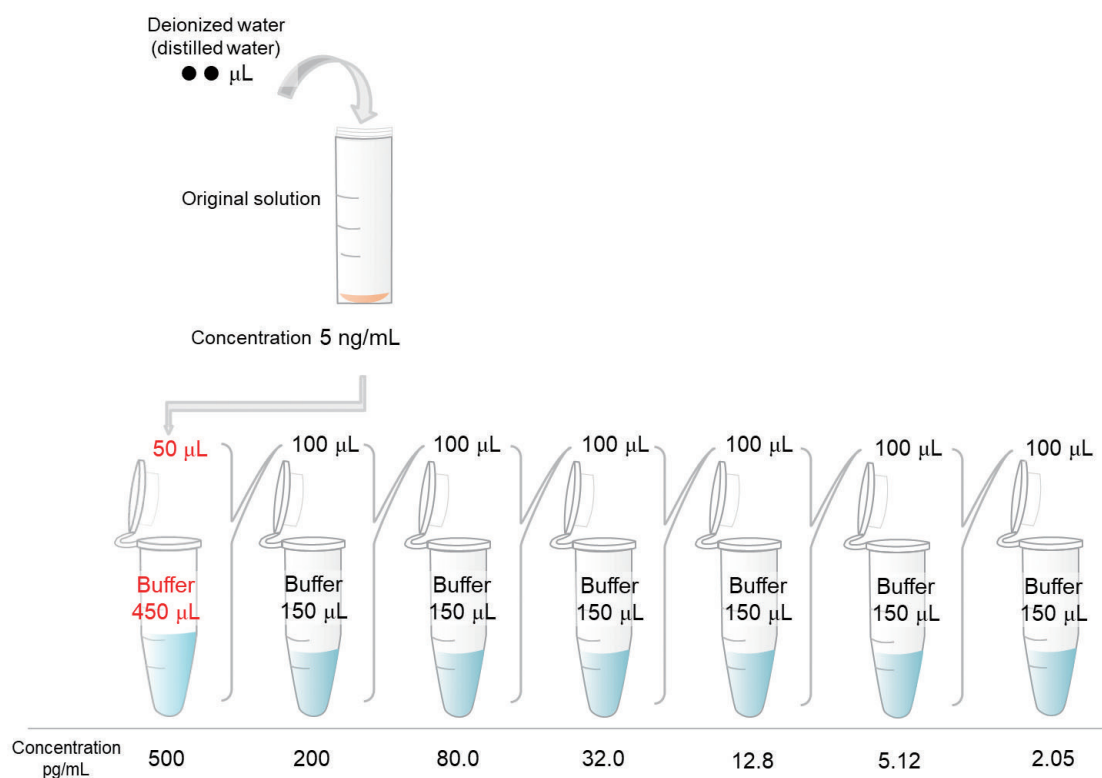 Deionized water
(distilled water)
●● μL
Original solution
Concentration 5 ng/mL
50 μL 100 μL 100 μL 100 μL 100 μL 100 μL 100 μL
Buffer Buffer Buffer Buffer Buffer Buffer Buffer
450 μL 150 μL 150 μL 150 μL 150 μL 150 μL 150 μL
Concentration
pg/mL
500 200 80.0 32.0 12.8 5.12 2.05